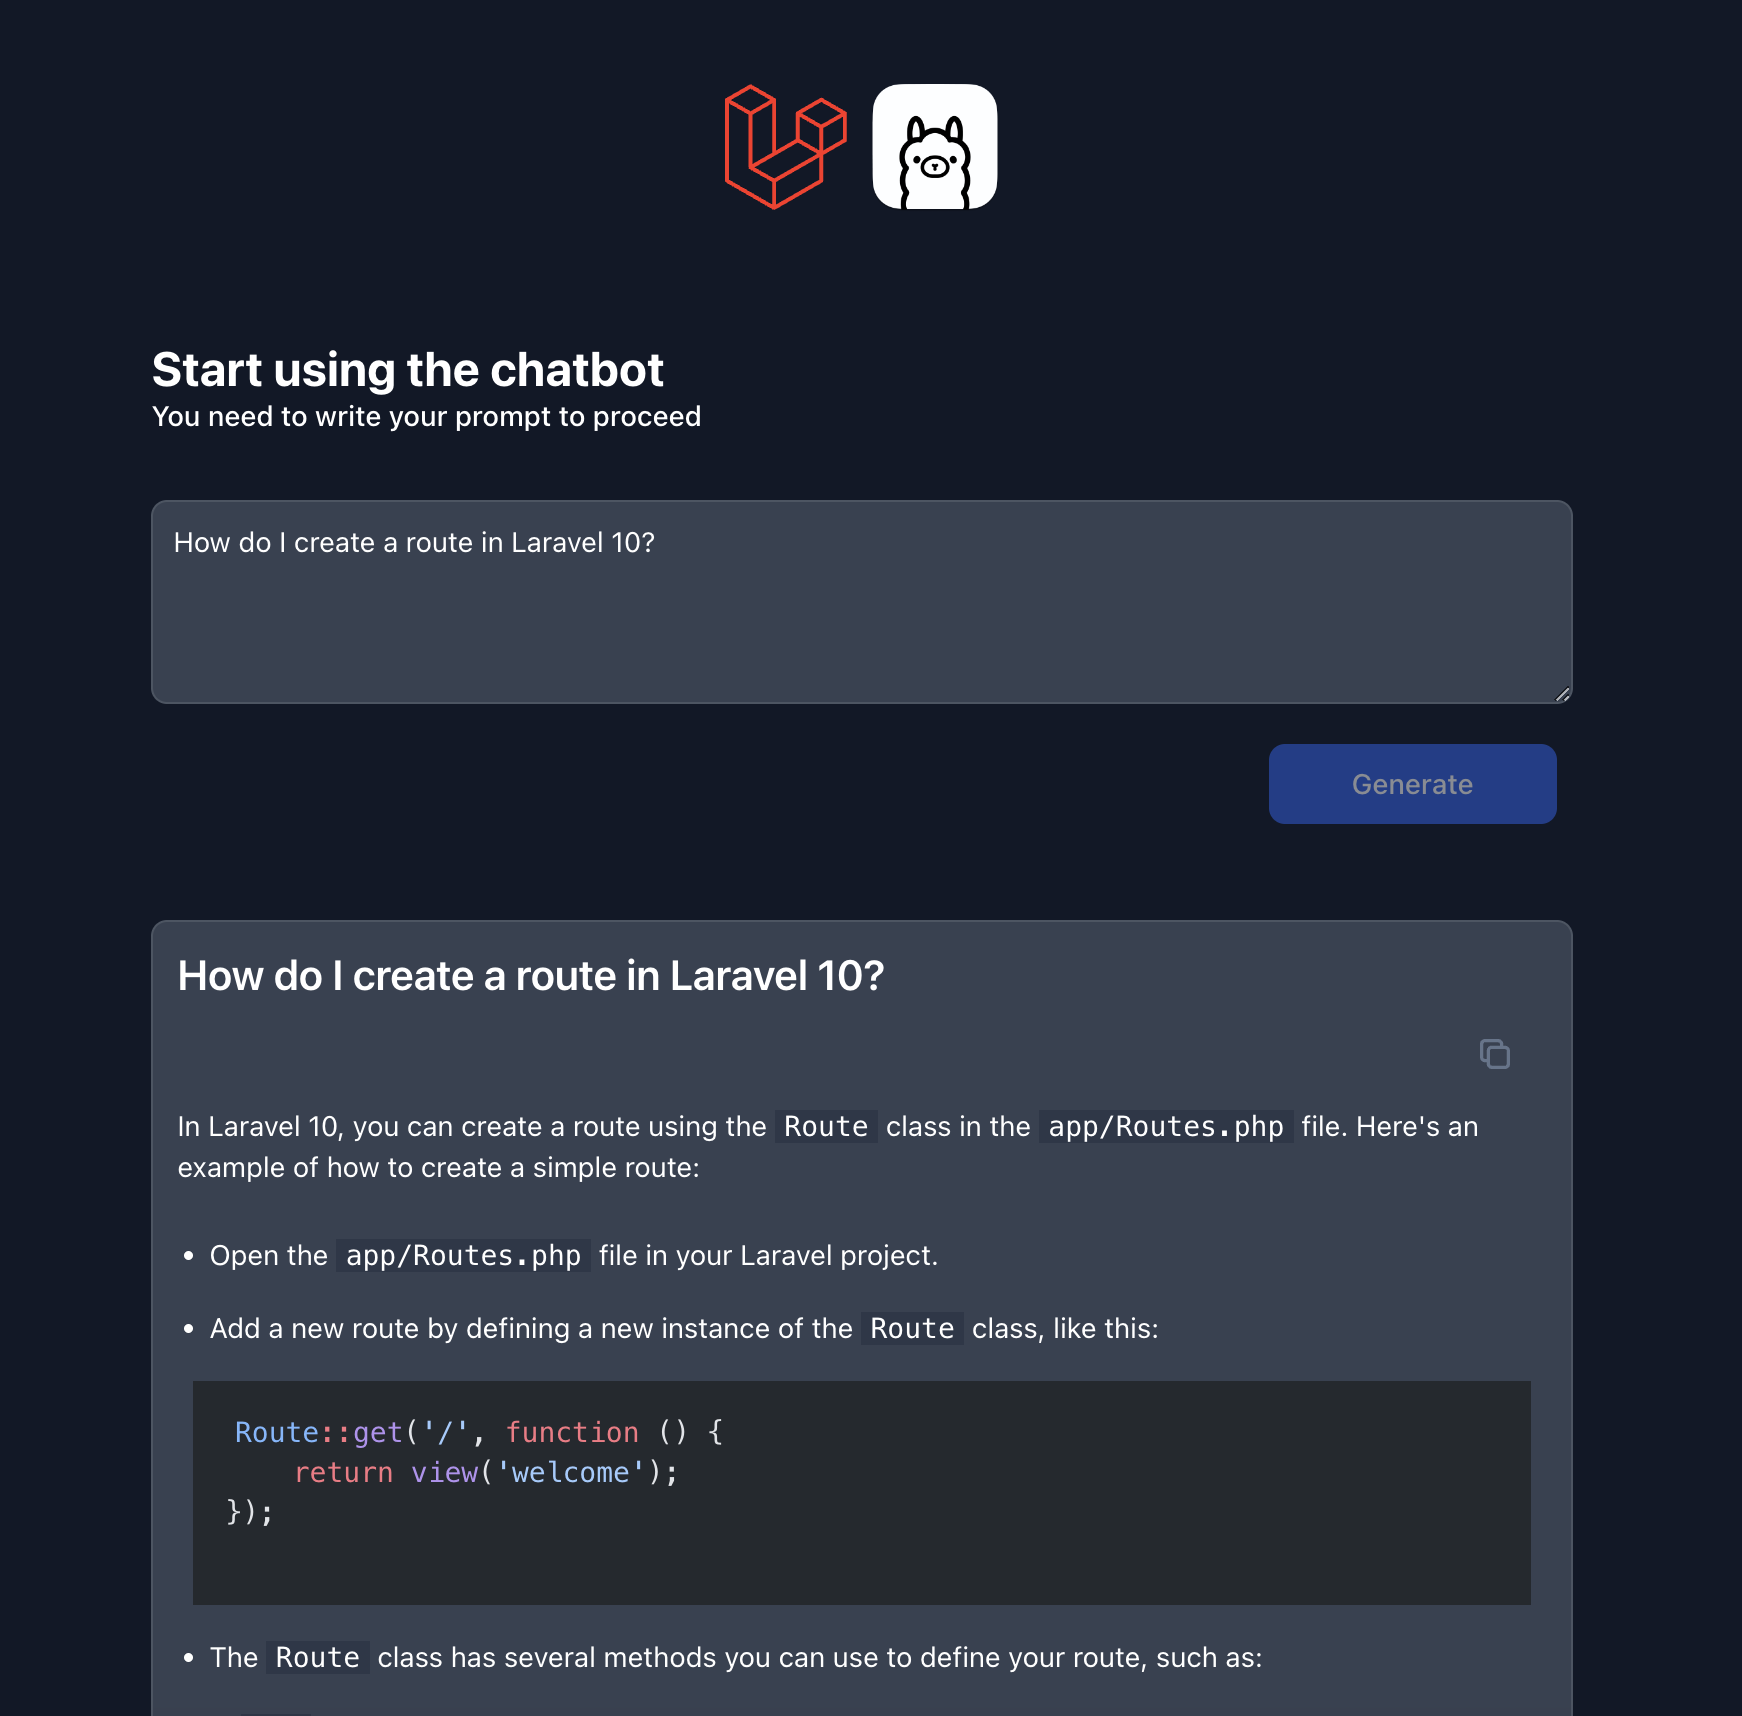 Start using the chatbot
You need to write your prompt to proceed
How do I create a route in Laravel 10?
Generate
How do I create a route in Laravel 10?
In Laravel 10, you can create a route using the Route class in the app/Routes.php file. Here's an
example of how to create a simple route:
• Open the app/Routes.php file in your Laravel project.
• Add a new route by defining a new instance of the Route class, like this:
Route::get('/', function () {
    return view('welcome');
});
• The Route class has several methods you can use to define your route, such as: